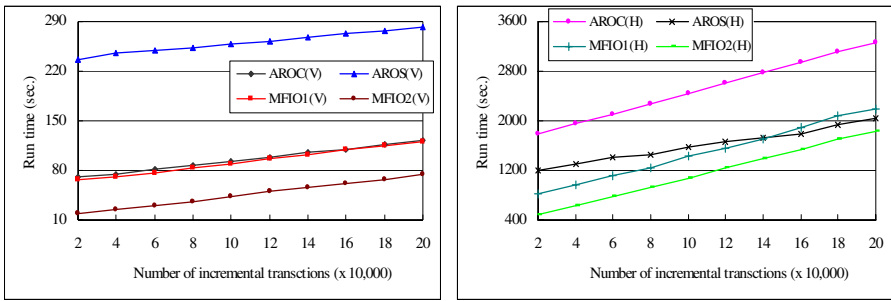 290
220
150
80
10
Run time (sec.)
AROC(V)
AROS(V)
MFIO1(V)
MFIO2(V)
2 4 6 8 10 12 14 16 18 20
Number of incremental transctions (x 10,000)
3600
2800
2000
1200
400
Run time (sec.)
AROC(H)
AROS(H)
MFIO1(H)
MFIO2(H)
2 4 6 8 10 12 14 16 18 20
Number of incremental transctions (x 10,000)